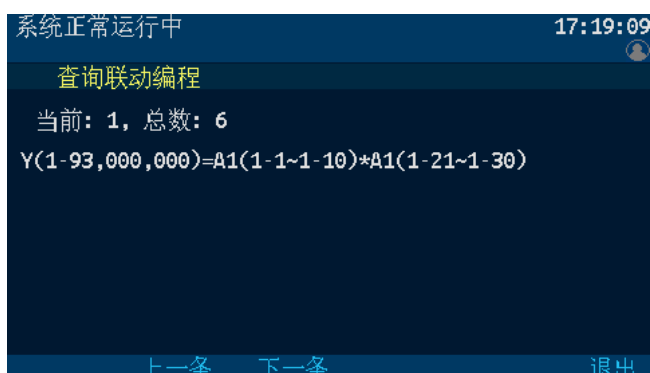 系统正常运行中 17:19:09
查询联动编程
当前: 1, 总数: 6
Y(1-93,000,000)=A1(1-1~1-10)*A1(1-21~1-30)
上一条 下一条 退出